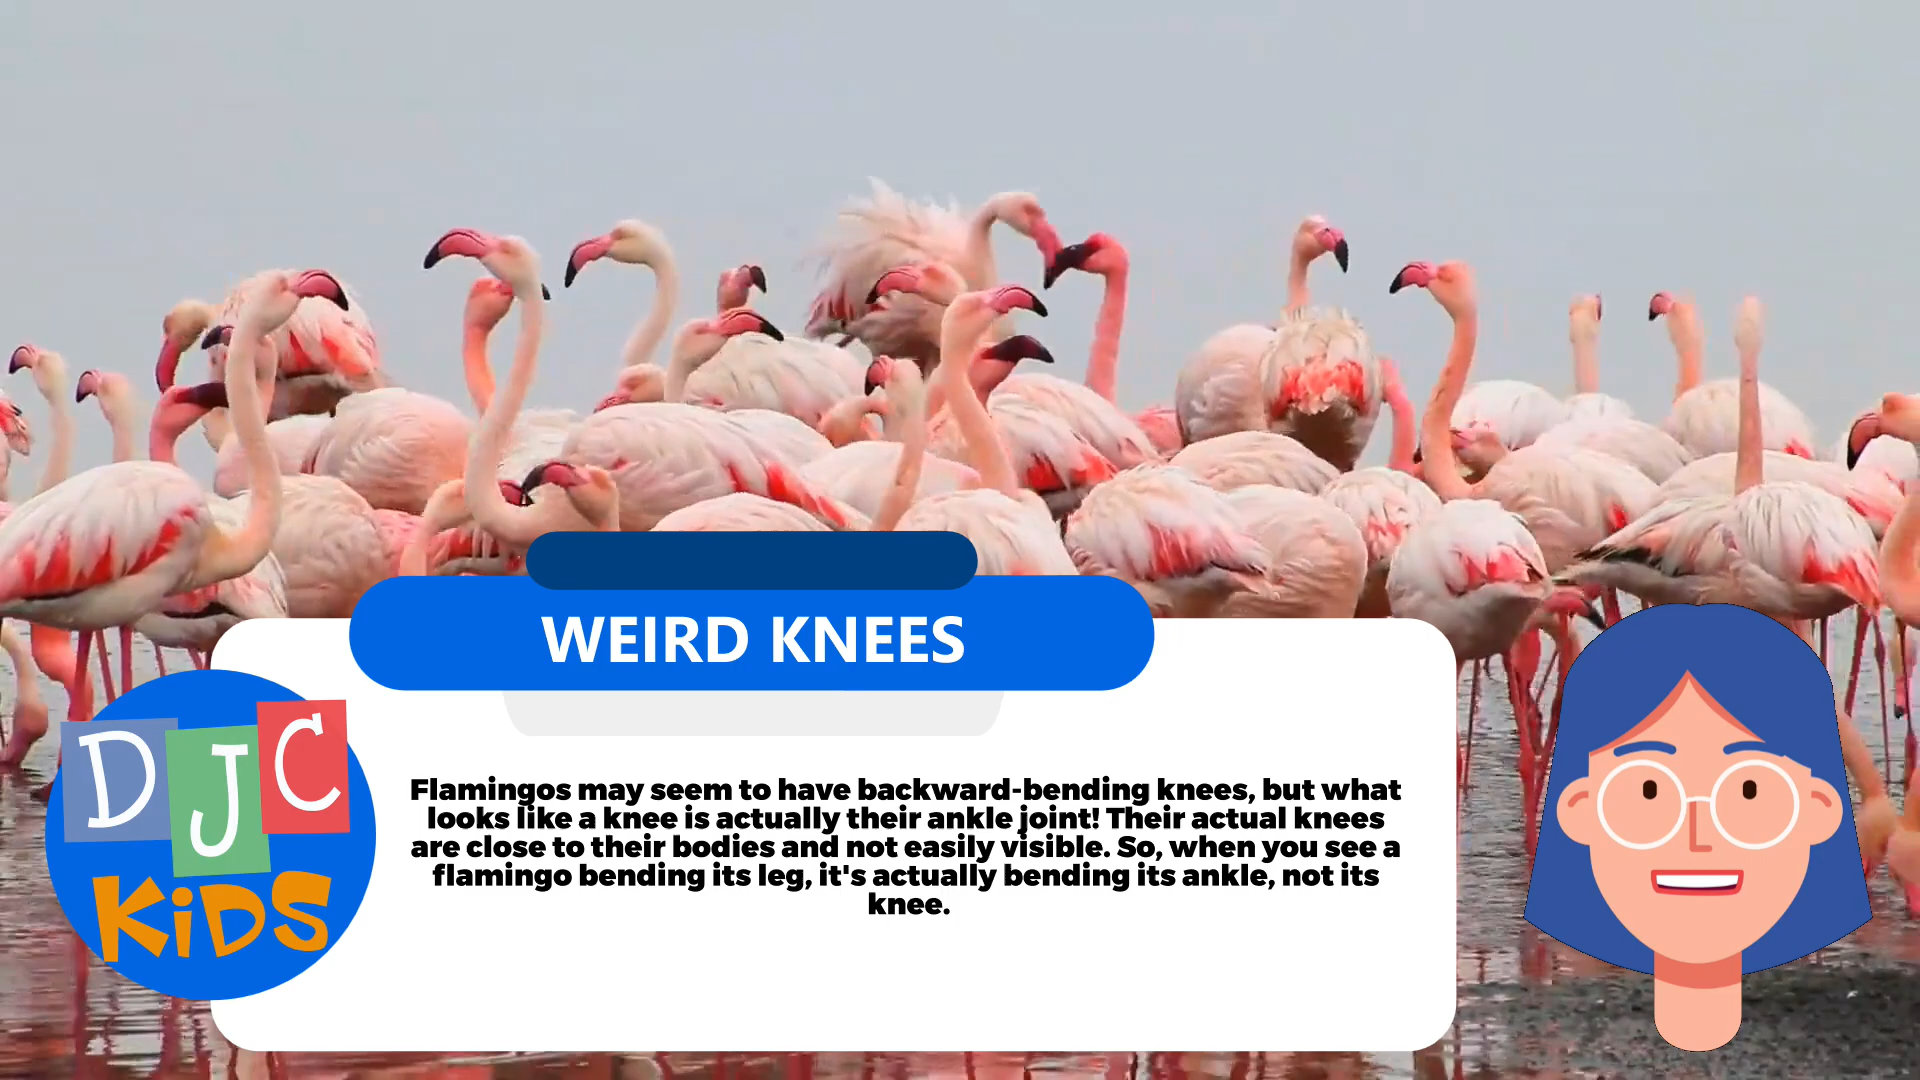 WEIRD KNEES
DJC
KiDS
Flamingos may seem to have backward-bending knees, but what
looks like a knee is actually their ankle joint! Their actual knees
are close to their bodies and not easily visible. So, when you see a
flamingo bending its leg, it's actually bending its ankle, not its
knee.